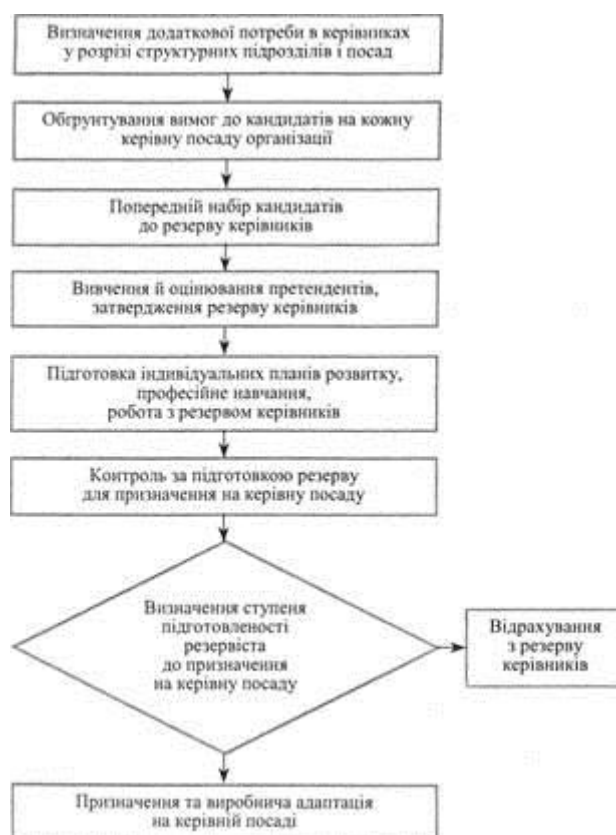 Визначення додаткової потреби в керівниках
у розрізі структурних підрозділів і посад
Обґрунтування вимог до кандидатів на кожну
керівну посаду організації
Попередній набір кандидатів
до резерву керівників
Вивчення й оцінювання претендентів,
затвердження резерву керівників
Підготовка індивідуальних планів розвитку,
професійне навчання,
робота з резервом керівників
Контроль за підготовкою резерву
для призначення на керівну посаду
Визначення ступеня
підготовленості
резервіста
до призначення
на керівну посаду
Відрахування
з резерву
керівників
Призначення та виробнича адаптація
на керівній посаді